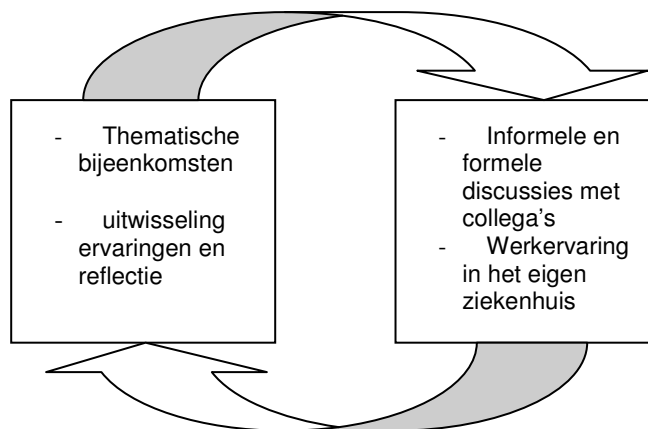 - Thematische
bijeenkomsten
- uitwisseling
ervaringen en
reflectie
- Informele en
formele
discussies met
collega's
- Werkervaring
in het eigen
ziekenhuis